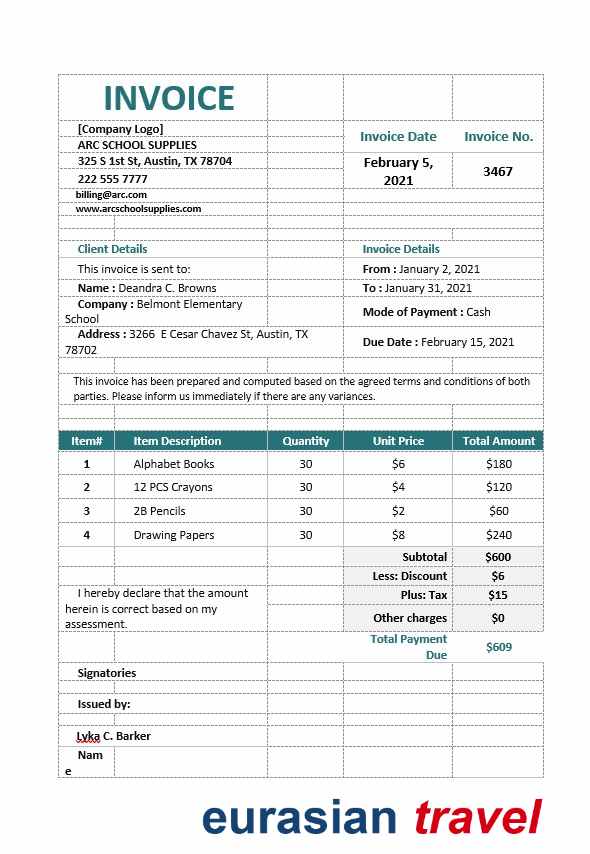 INVOICE
[Company Logo]
ARC SCHOOL SUPPLIES
325 S 1st St, Austin, TX 78704
222 555 7777
billing@arc.com
www.arcschoolsupplies.com
Invoice Date Invoice No.
February 5, 3467
2021
Client Details
This invoice is sent to:
Name : Deandra C. Browns
Company : Belmont Elementary
School
Address : 3266 E Cesar Chavez St, Austin, TX
78702
Invoice Details
From : January 2, 2021
To : January 31, 2021
Mode of Payment : Cash
Due Date : February 15, 2021
This invoice has been prepared and computed based on the agreed terms and conditions of both
parties. Please inform us immediately if there are any variances.
Item# Item Description Quantity Unit Price Total Amount
1 Alphabet Books 30 $6 $180
2 12 PCS Crayons 30 $4 $120
3 2B Pencils 30 $2 $60
4 Drawing Papers 30 $8 $240
Subtotal $600
Less: Discount $6
Plus: Tax $15
Other charges $0
Total Payment $609
Due
I hereby declare that the amount
herein is correct based on my
assessment.
Signatories
Issued by:
Lyka C. Barker
Nam
e
eurasian travel